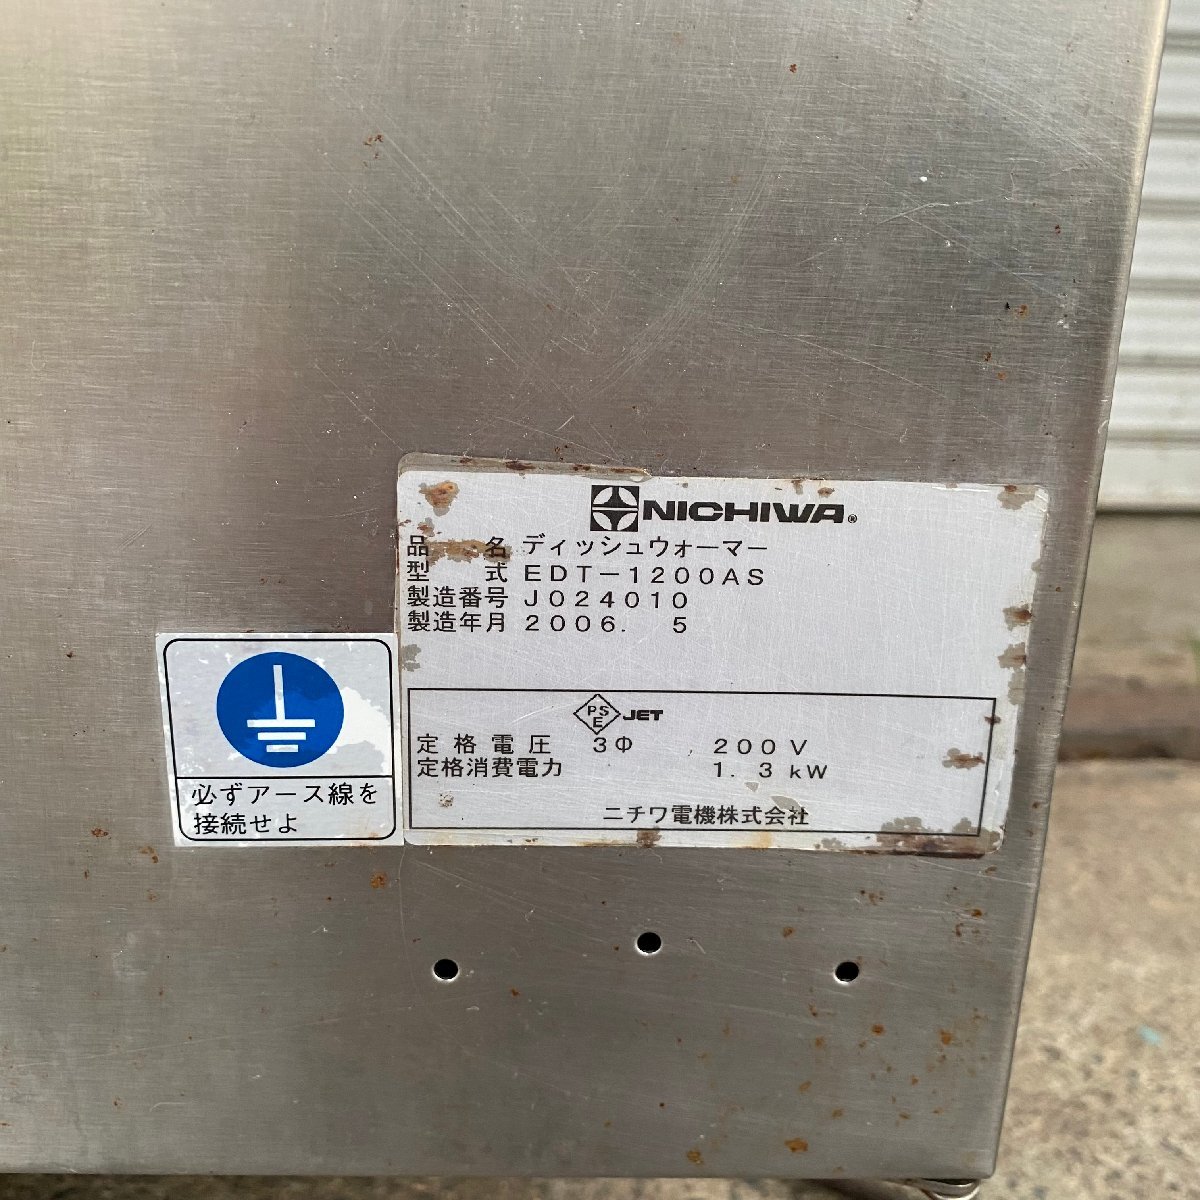 NICHIWA®
品 名 ディッシュウォーマー
型 式 EDT-1200AS
製造番号 J024010
製造年月 2006. 5
PS
E JET
定格電圧 3Φ 200V
定格消費電力 1.3kW
ニチワ電機株式会社
必ずアース線を
接続せよ